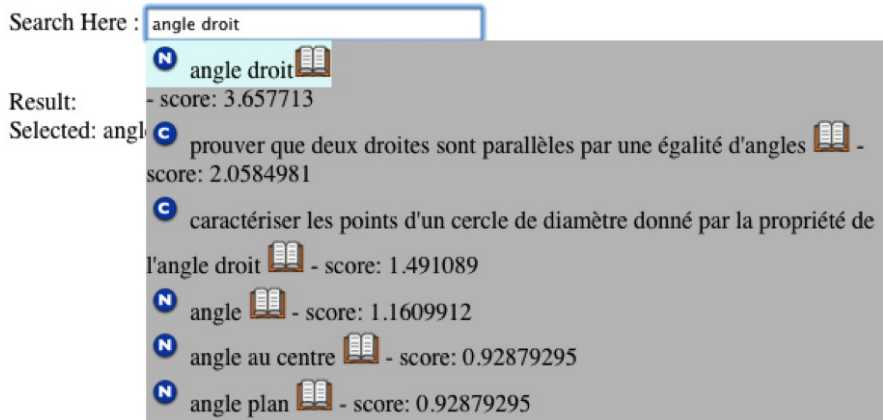 Search Here : angle droit
N angle droit
- score: 3.657713
Result:
Selected: angl
C prouver que deux droites sont parallèles par une égalité d'angles -
score: 2.0584981
C caractériser les points d'un cercle de diamètre donné par la propriété de
l'angle droit - score: 1.491089
N angle - score: 1.1609912
N angle au centre - score: 0.92879295
N angle plan - score: 0.92879295